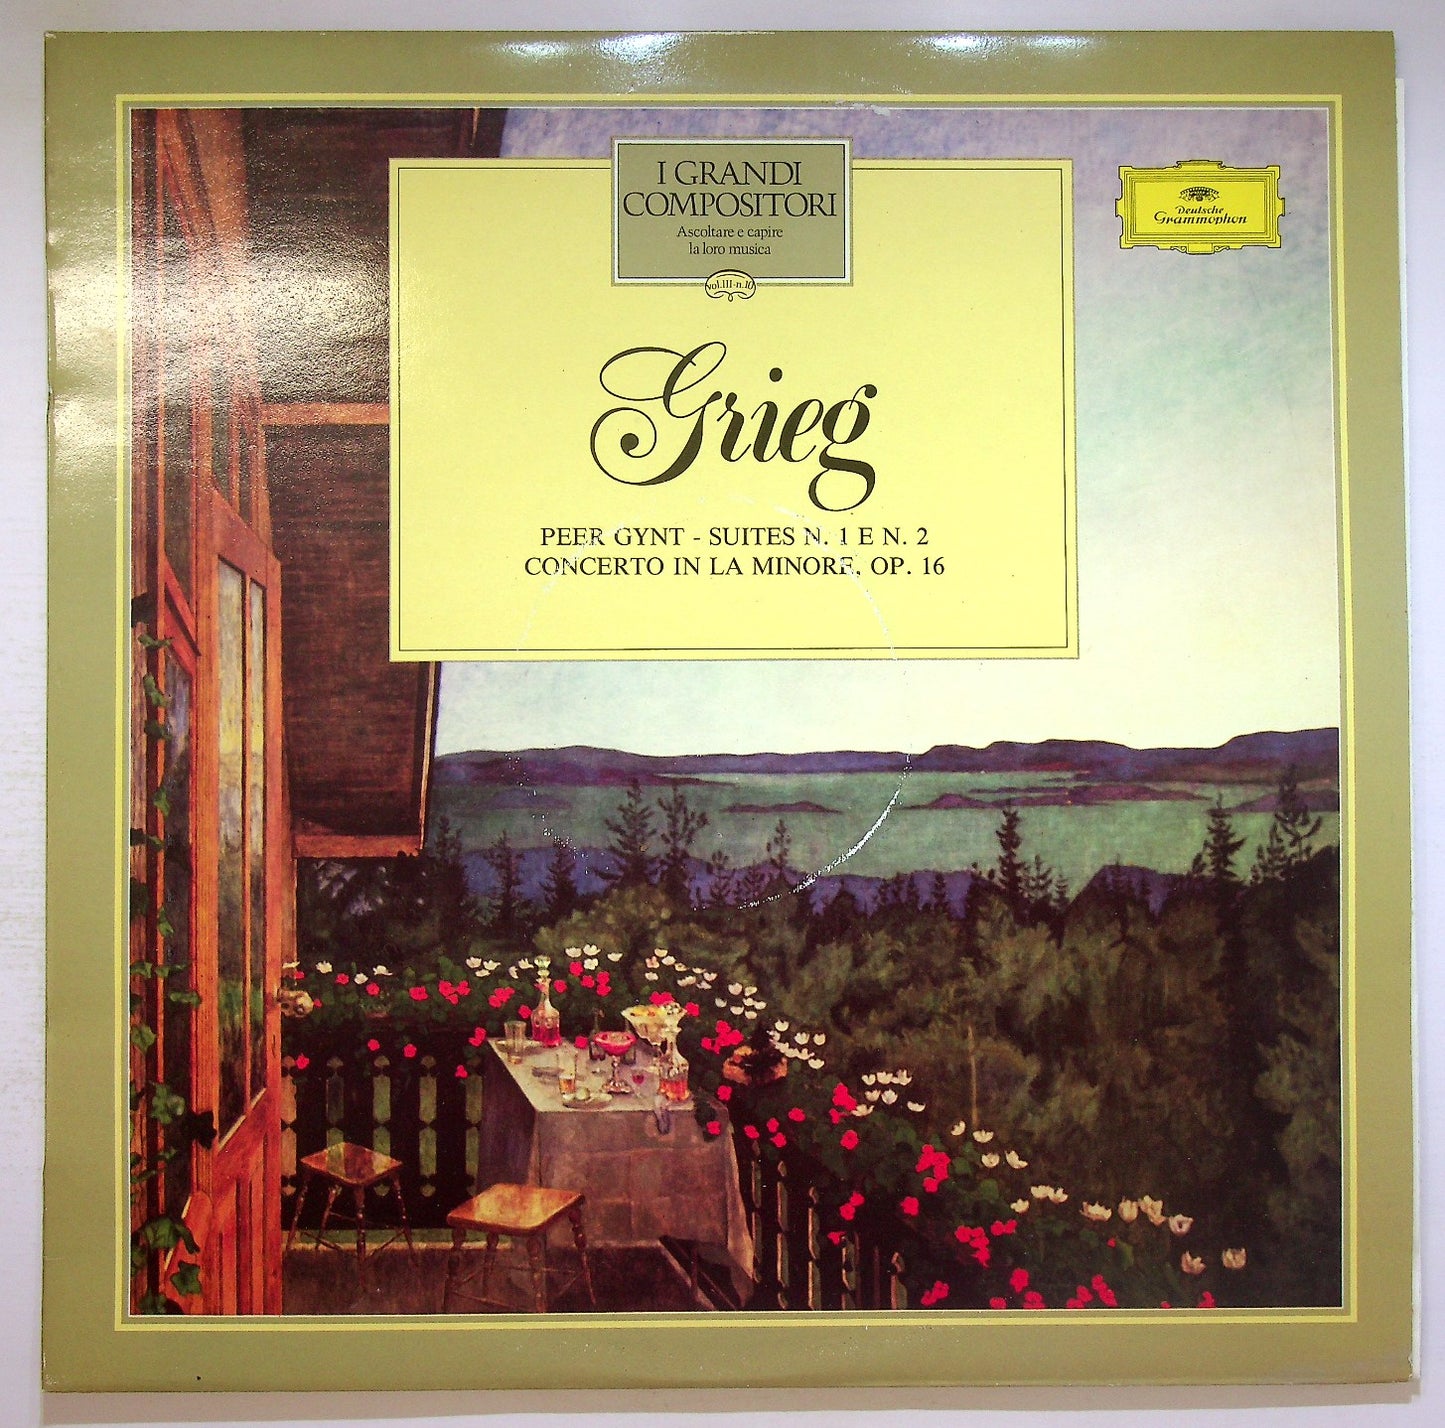 I GRANDI
COMPOSITORI
Ascoltare e capire
la loro musica
vol.III-n.10
Deutsche
Grammophon
Grieg
PEER GYNT - SUITES N. 1 E N. 2
CONCERTO IN LA MINORE, OP. 16